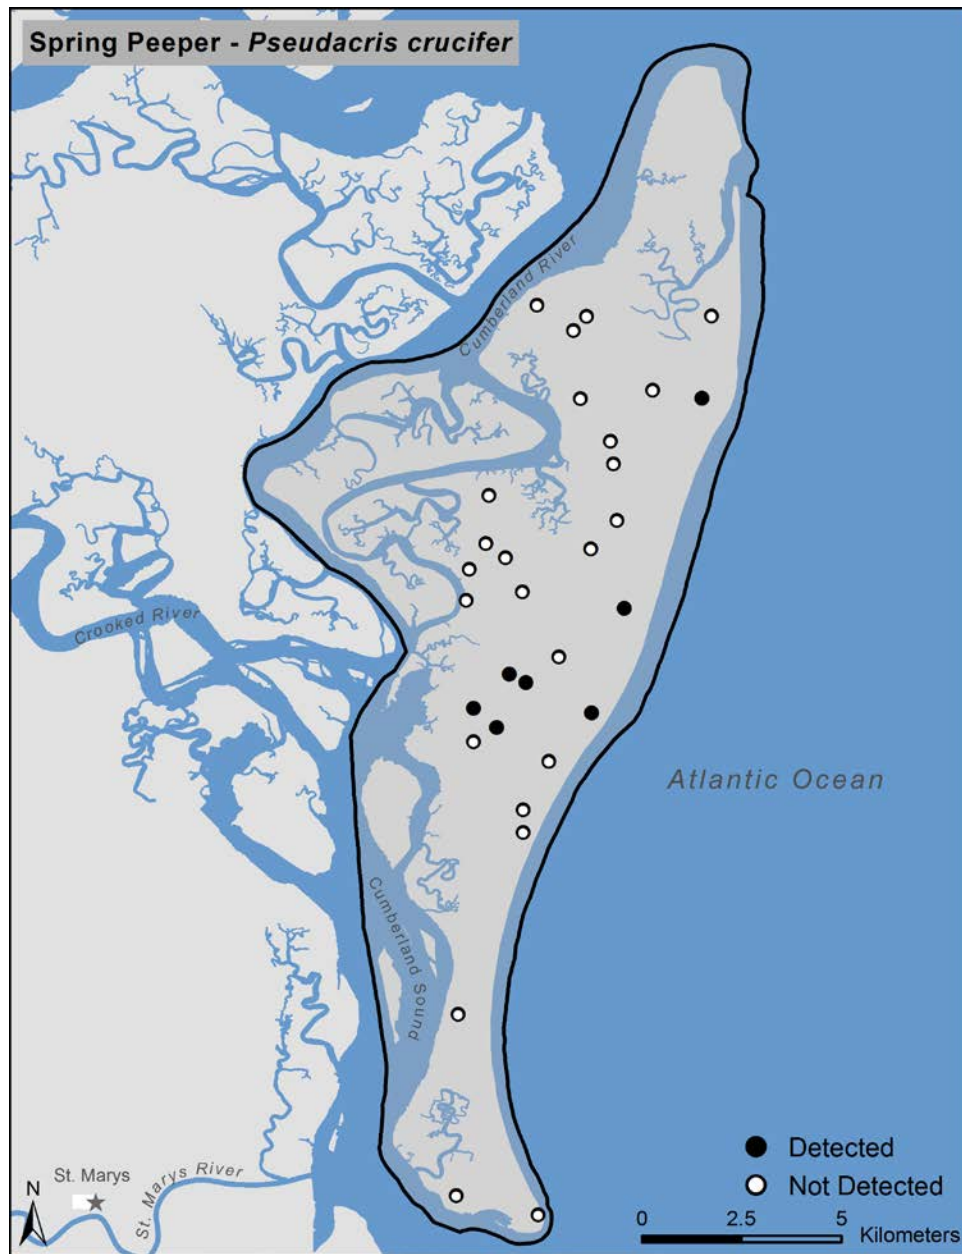 Spring Peeper - Pseudacris crucifer
Cumberland River
Crooked River
Atlantic Ocean
Cumberland Sound
Detected
Not Detected
St. Marys
St. Marys River
N
0 2.5 5 Kilometers